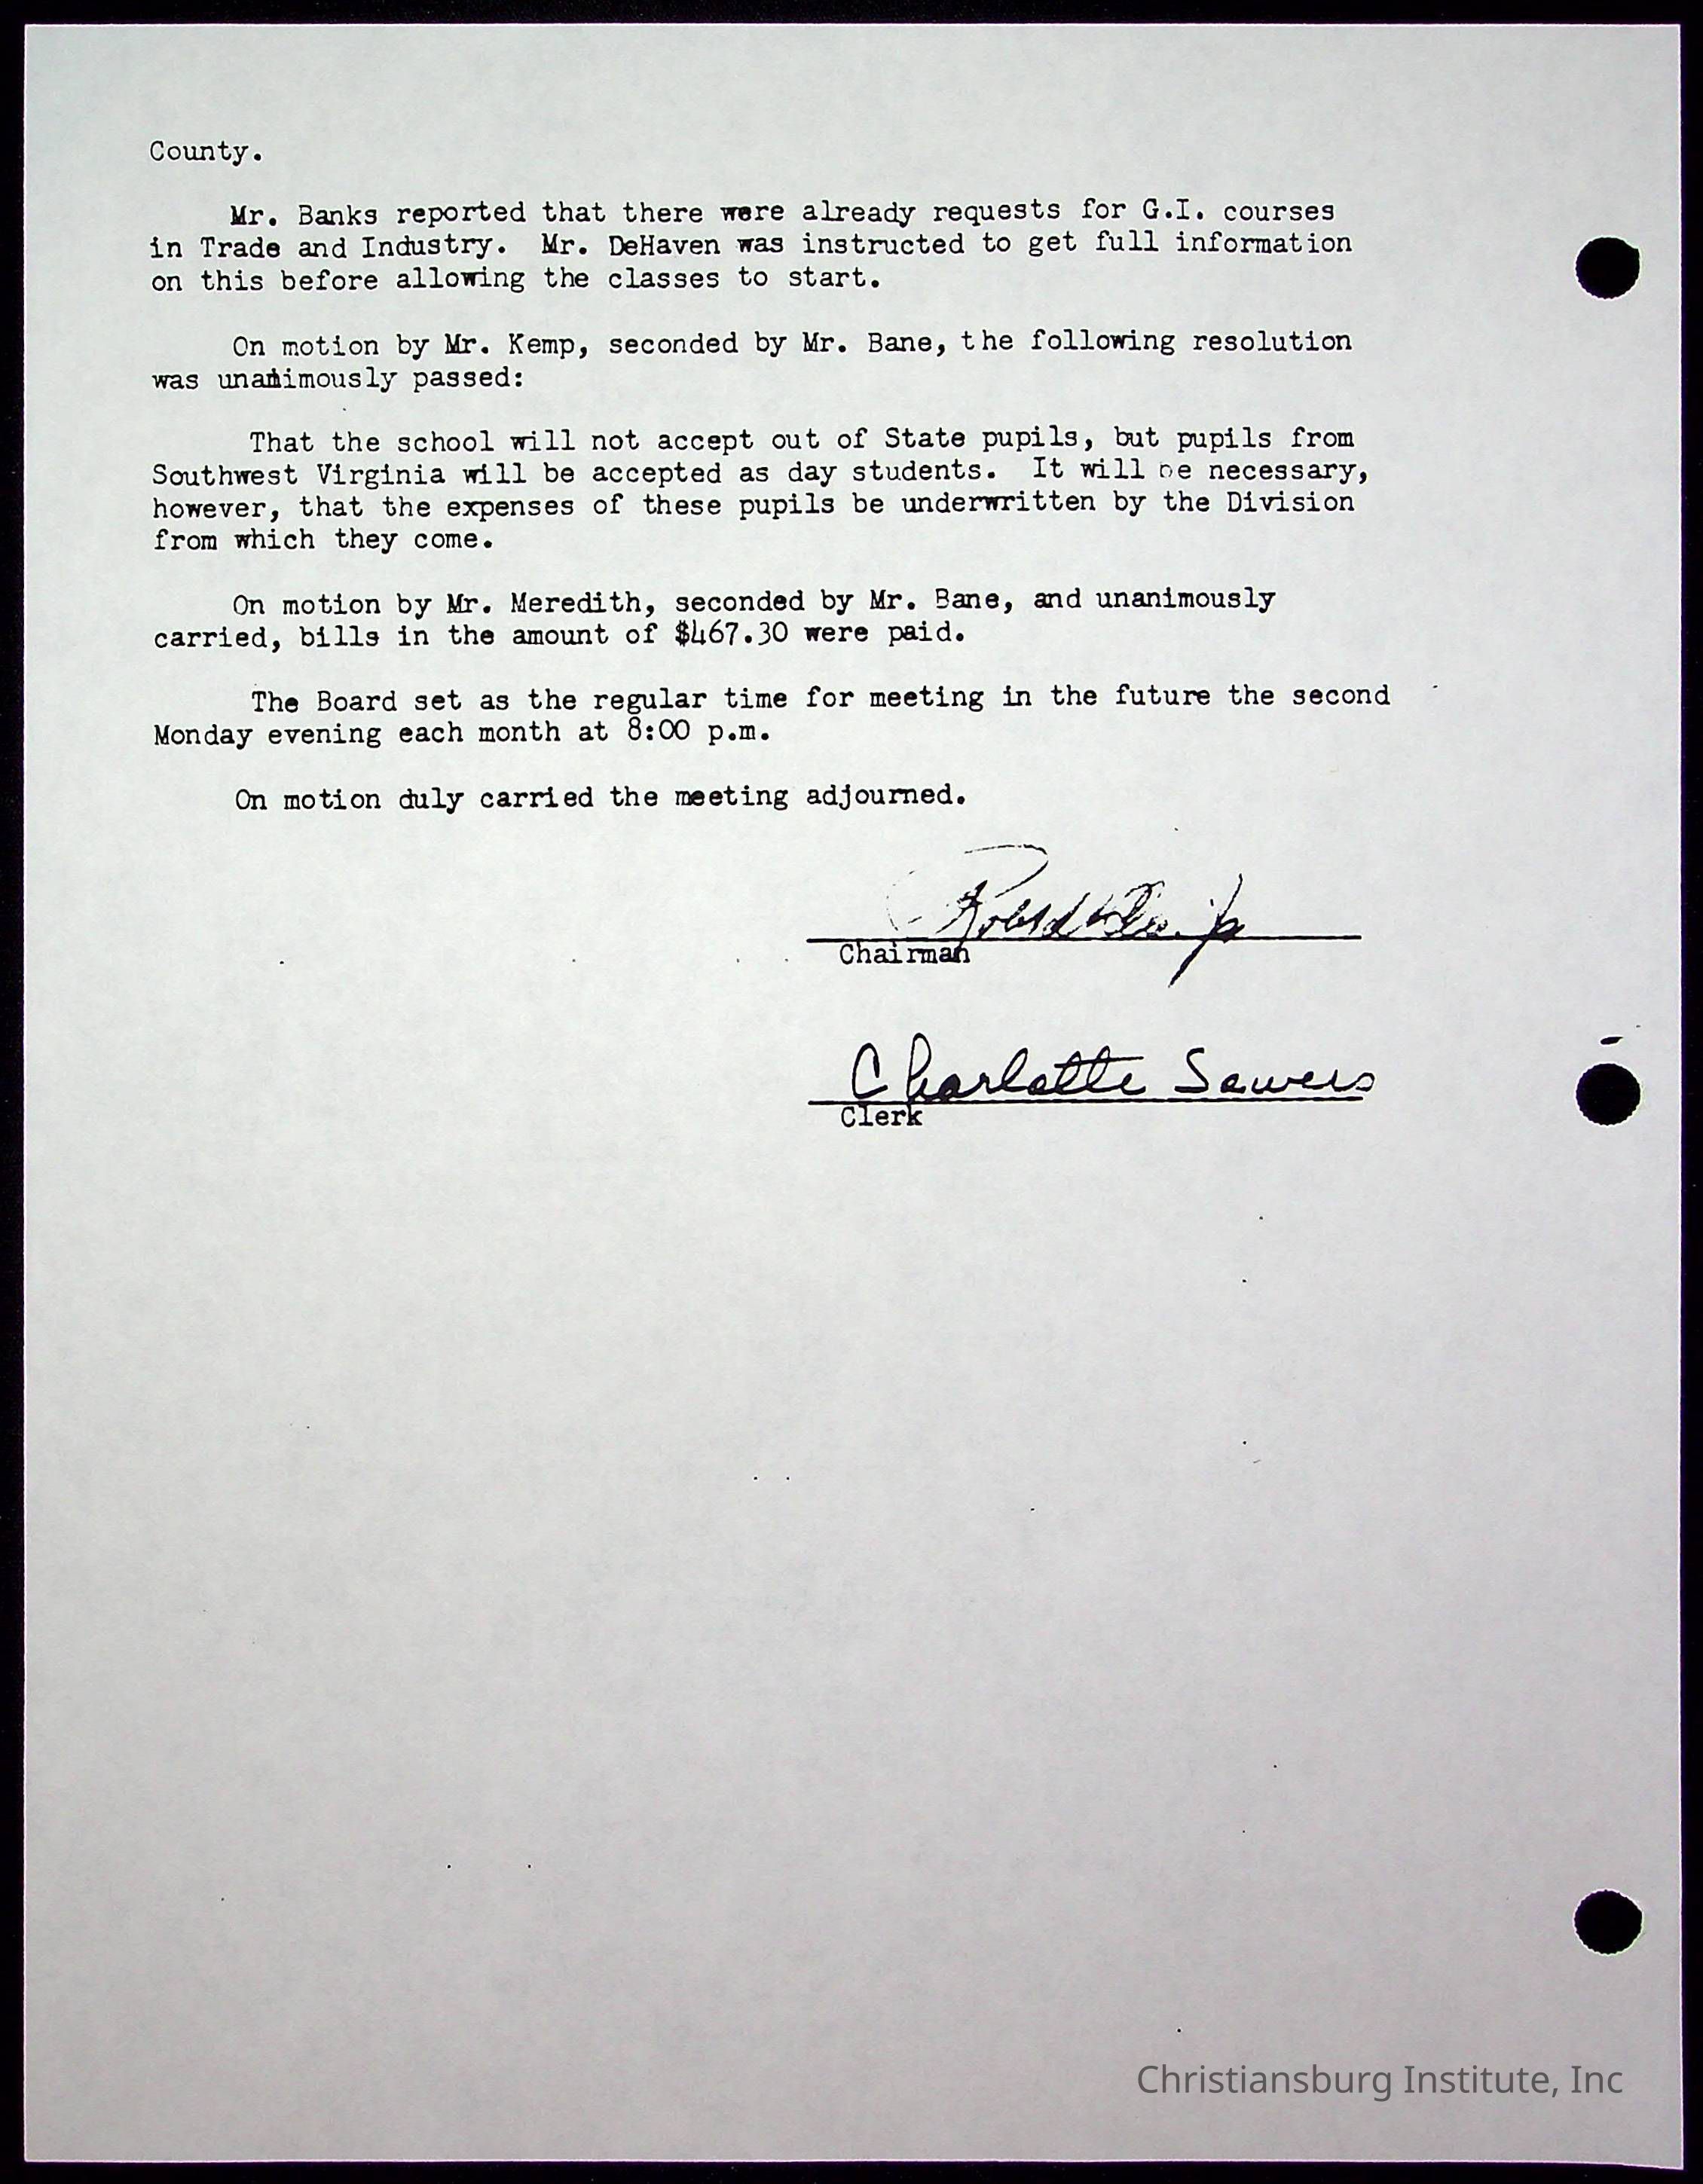 County.
Mr. Banks reported that there were already requests for G.I. courses
in Trade and Industry. Mr. DeHaven was instructed to get full information
on this before allowing the classes to start.
On motion by Mr. Kemp, seconded by Mr. Bane, the following resolution
was unanimously passed:
That the school will not accept out of State pupils, but pupils from
Southwest Virginia will be accepted as day students. It will be necessary,
however, that the expenses of these pupils be underwritten by the Division
from which they come.
On motion by Mr. Meredith, seconded by Mr. Bane, and unanimously
carried, bills in the amount of $467.30 were paid.
The Board set as the regular time for meeting in the future the second
Monday evening each month at 8:00 p.m.
On motion duly carried the meeting adjourned.
Chairman
Charlotte Sowers
Clerk
Christiansburg Institute, Inc